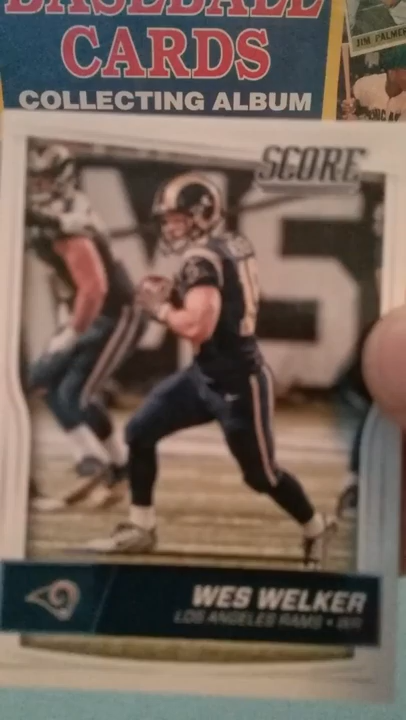 BASEBALL
CARDS
COLLECTING ALBUM
JIM PALMER
SCORE
WES WELKER
LOS ANGELES RAMS • WR